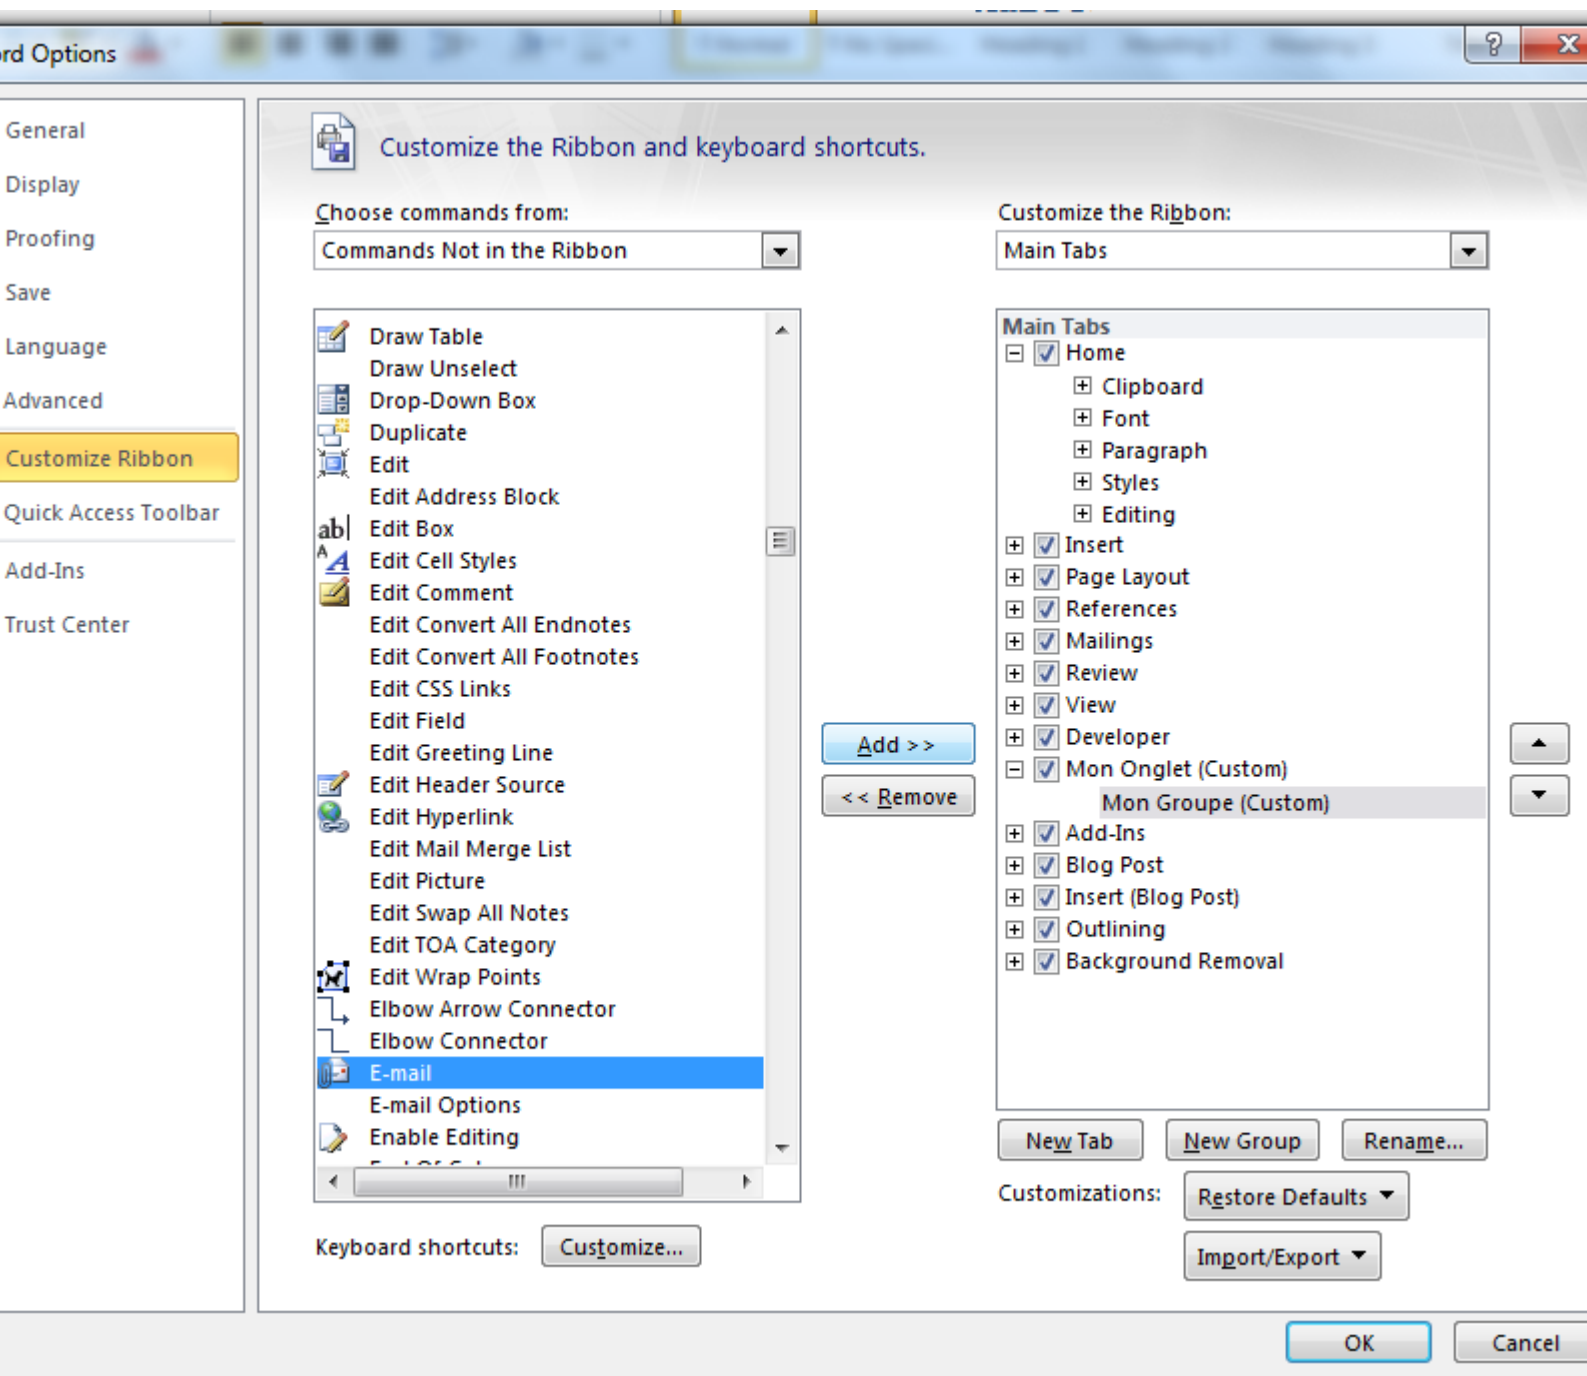 rd Options
General
Display
Proofing
Save
Language
Advanced
Customize Ribbon
Quick Access Toolbar
Add-Ins
Trust Center
Customize the Ribbon and keyboard shortcuts.
Choose commands from:
Commands Not in the Ribbon
Draw Table
Draw Unselect
Drop-Down Box
Duplicate
Edit
Edit Address Block
ab| Edit Box
Edit Cell Styles
Edit Comment
Edit Convert All Endnotes
Edit Convert All Footnotes
Edit CSS Links
Edit Field
Edit Greeting Line
Edit Header Source
Edit Hyperlink
Edit Mail Merge List
Edit Picture
Edit Swap All Notes
Edit TOA Category
Edit Wrap Points
Elbow Arrow Connector
Elbow Connector
E-mail
E-mail Options
Enable Editing
Keyboard shortcuts: Customize...
Add >>
<< Remove
Customize the Ribbon:
Main Tabs
Main Tabs
Home
Clipboard
Font
Paragraph
Styles
Editing
Insert
Page Layout
References
Mailings
Review
View
Developer
Mon Onglet (Custom)
Mon Groupe (Custom)
Add-Ins
Blog Post
Insert (Blog Post)
Outlining
Background Removal
New Tab New Group Rename...
Customizations: Restore Defaults
Import/Export
OK Cancel